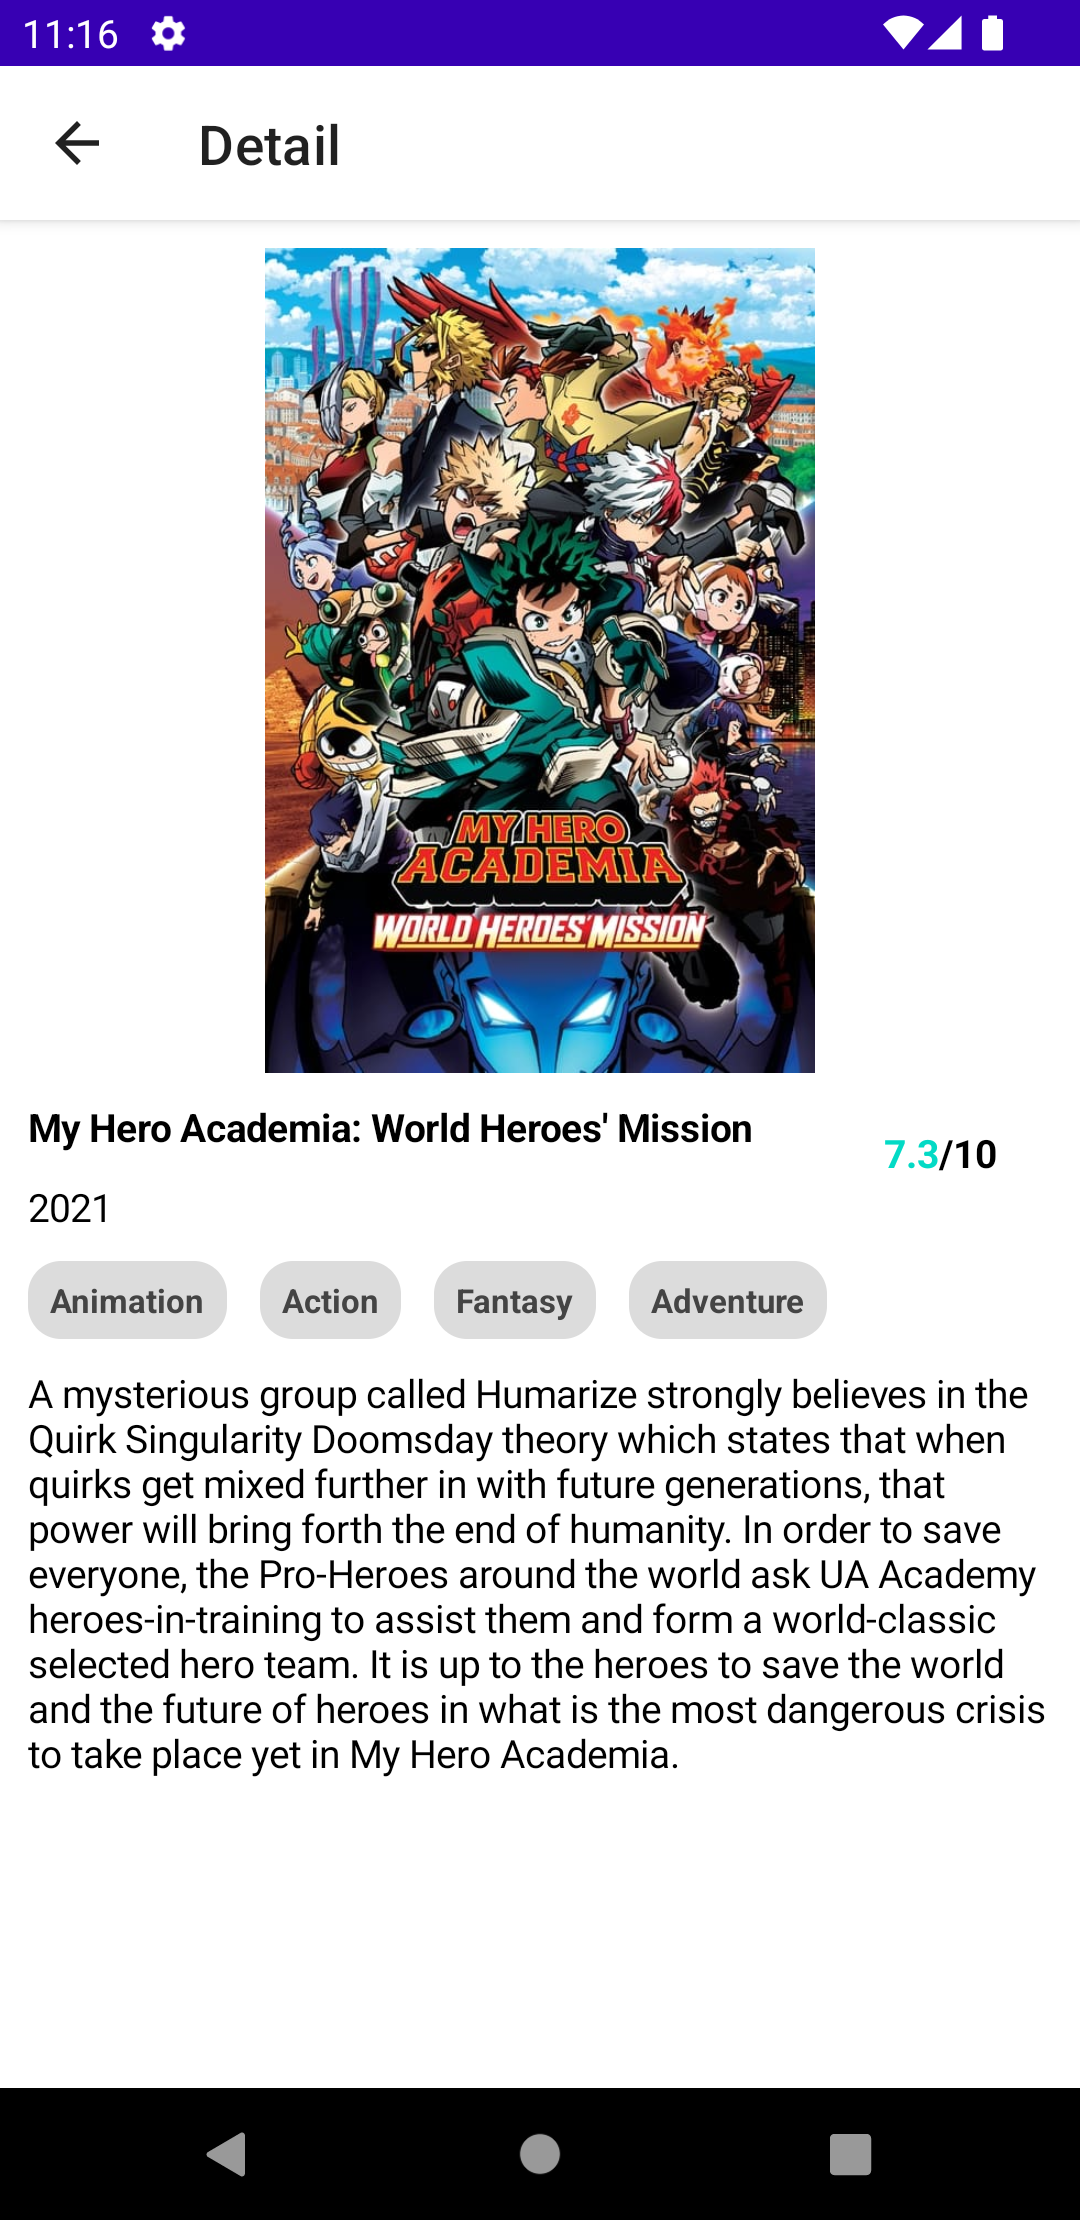 11:16
Detail
MY HERO
ACADEMIA
WORLD HEROES' MISSION
My Hero Academia: World Heroes' Mission
7.3/10
2021
Animation Action Fantasy Adventure
A mysterious group called Humarize strongly believes in the
Quirk Singularity Doomsday theory which states that when
quirks get mixed further in with future generations, that
power will bring forth the end of humanity. In order to save
everyone, the Pro-Heroes around the world ask UA Academy
heroes-in-training to assist them and form a world-classic
selected hero team. It is up to the heroes to save the world
and the future of heroes in what is the most dangerous crisis
to take place yet in My Hero Academia.